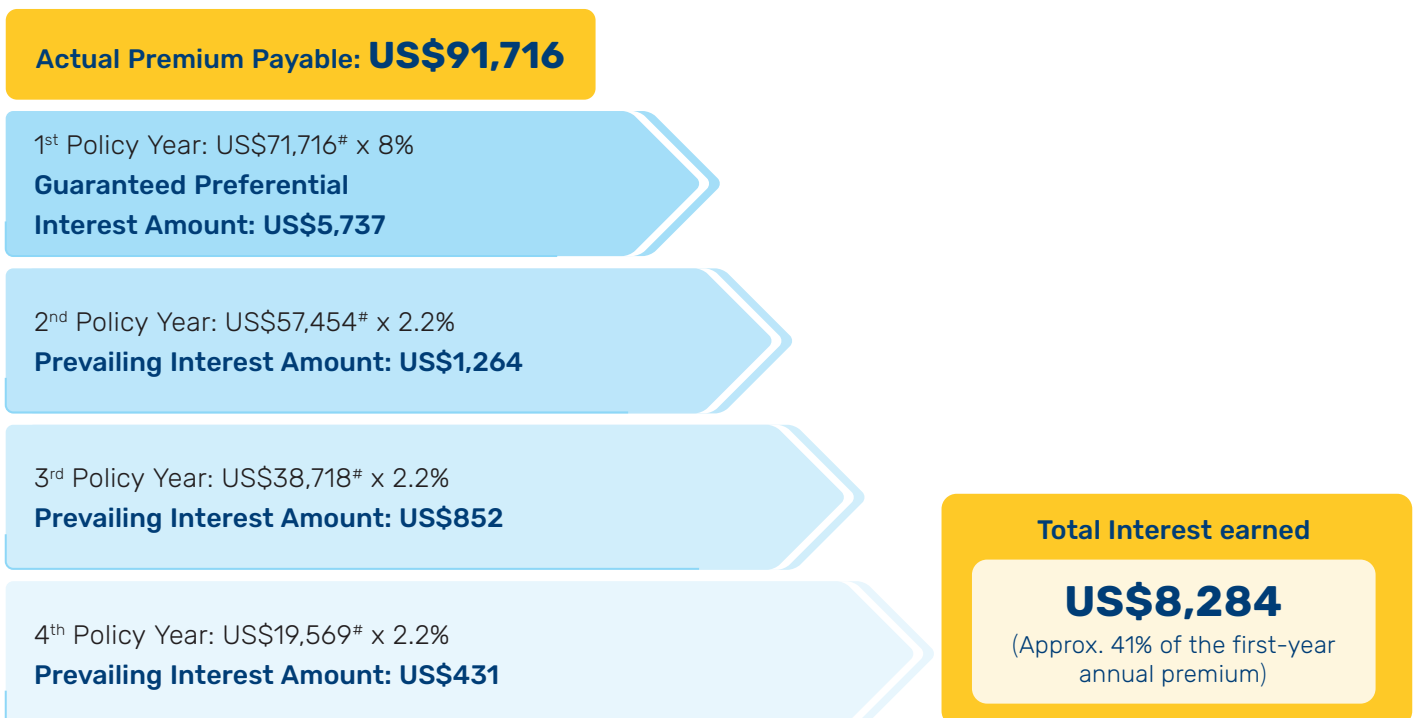 Actual Premium Payable: US$91,716
1st Policy Year: US$71,716# x 8%
Guaranteed Preferential
Interest Amount: US$5,737
2nd Policy Year: US$57,454# x 2.2%
Prevailing Interest Amount: US$1,264
3rd Policy Year: US$38,718# x 2.2%
Prevailing Interest Amount: US$852
4th Policy Year: US$19,569# x 2.2%
Prevailing Interest Amount: US$431
Total Interest earned
US$8,284
(Approx. 41% of the first-year
annual premium)